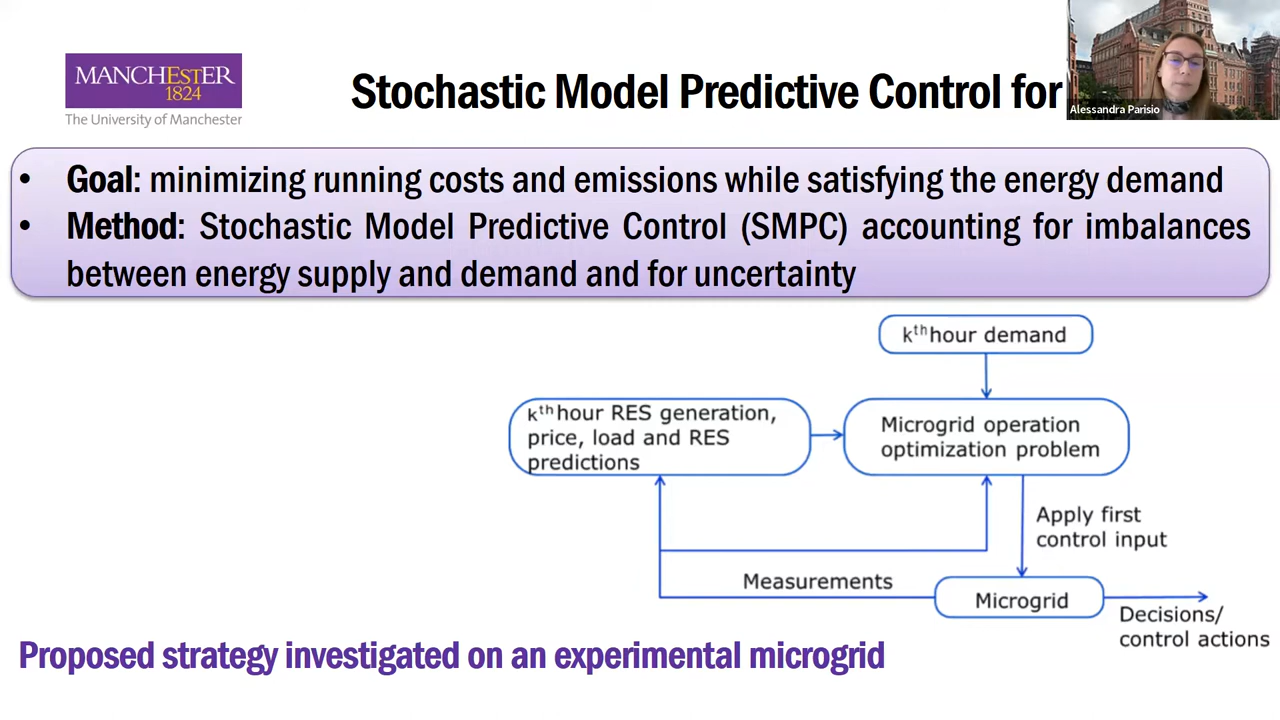 MANCHESTER
1824
The University of Manchester
Stochastic Model Predictive Control for
Alessandra Parisio
• Goal: minimizing running costs and emissions while satisfying the energy demand
• Method: Stochastic Model Predictive Control (SMPC) accounting for imbalances
between energy supply and demand and for uncertainty
kth hour demand
kth hour RES generation,
price, load and RES
predictions
Microgrid operation
optimization problem
Apply first
control input
Measurements
Microgrid
Decisions/
control actions
Proposed strategy investigated on an experimental microgrid